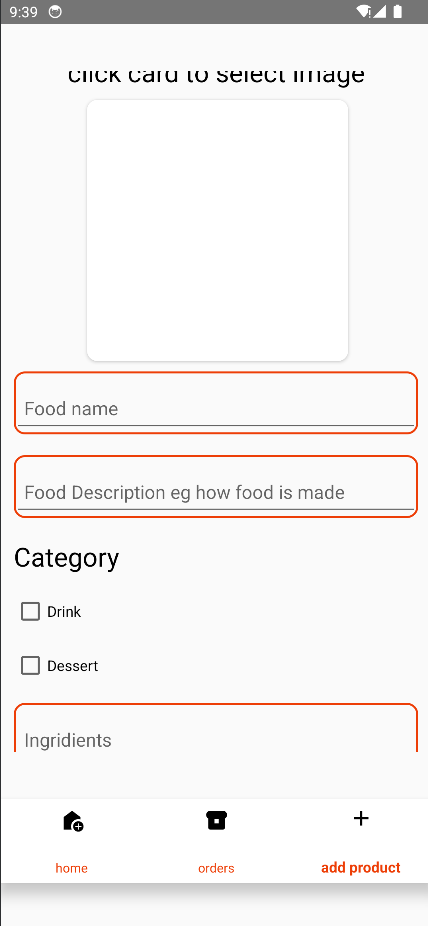 9:39
click card to select image
Food name
Food Description eg how food is made
Category
Drink
Dessert
Ingridients
home
orders
add product